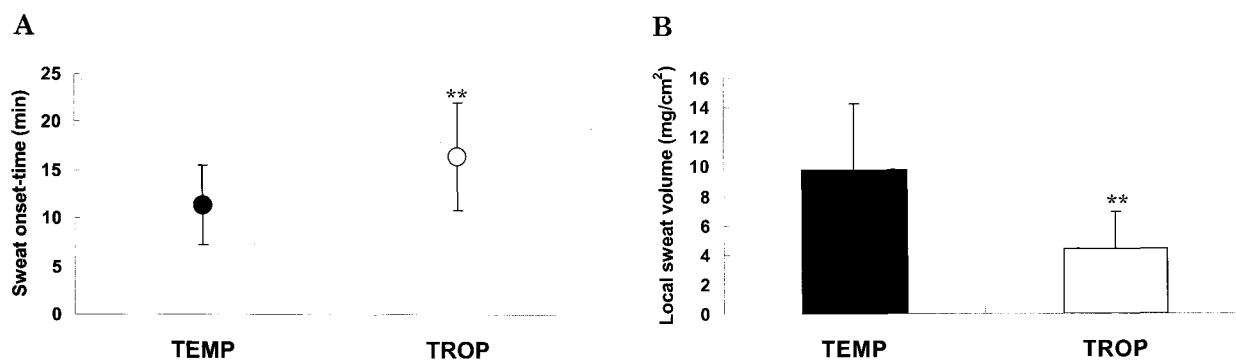 A
Sweat onset-time (min)
25
20
15
10
5
0
**
TEMP
TROP
B
Local sweat volume (mg/cm²)
16
14
12
10
8
6
4
2
0
**
TEMP
TROP